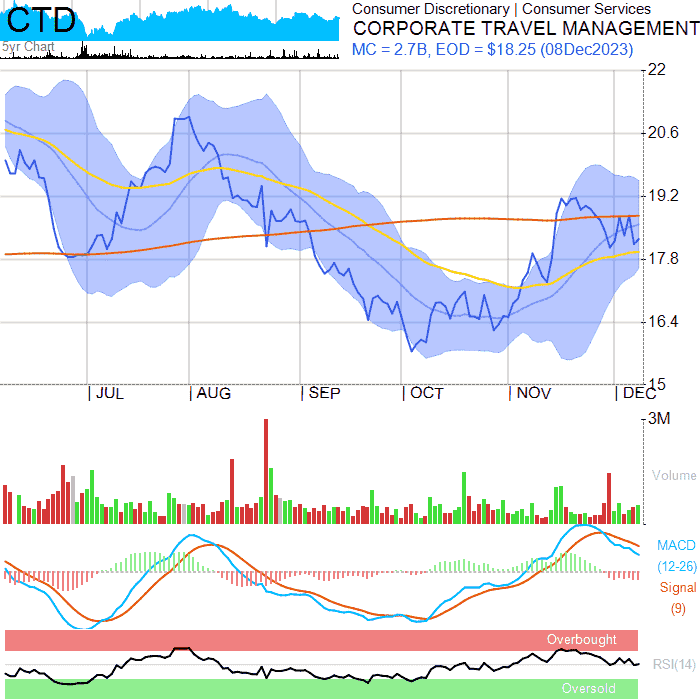 CTD
5yr Chart
Consumer Discretionary | Consumer Services
CORPORATE TRAVEL MANAGEMENT
MC = 2.7B, EOD = $18.25 (08Dec2023)
22
20.6
19.2
17.8
16.4
15
JUL AUG SEP OCT NOV DEC
3M
Volume
MACD
(12-26)
Signal
(9)
Overbought
RSI(14)
Oversold